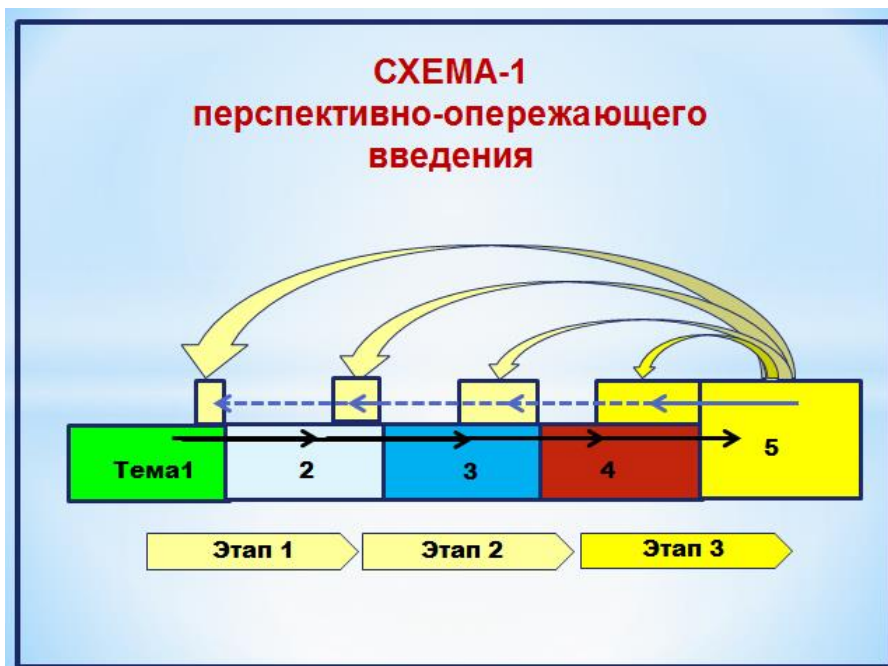 СХЕМА-1
перспективно-опережающего
введения
5
Тема1
2
3
4
Этап 1
Этап 2
Этап 3